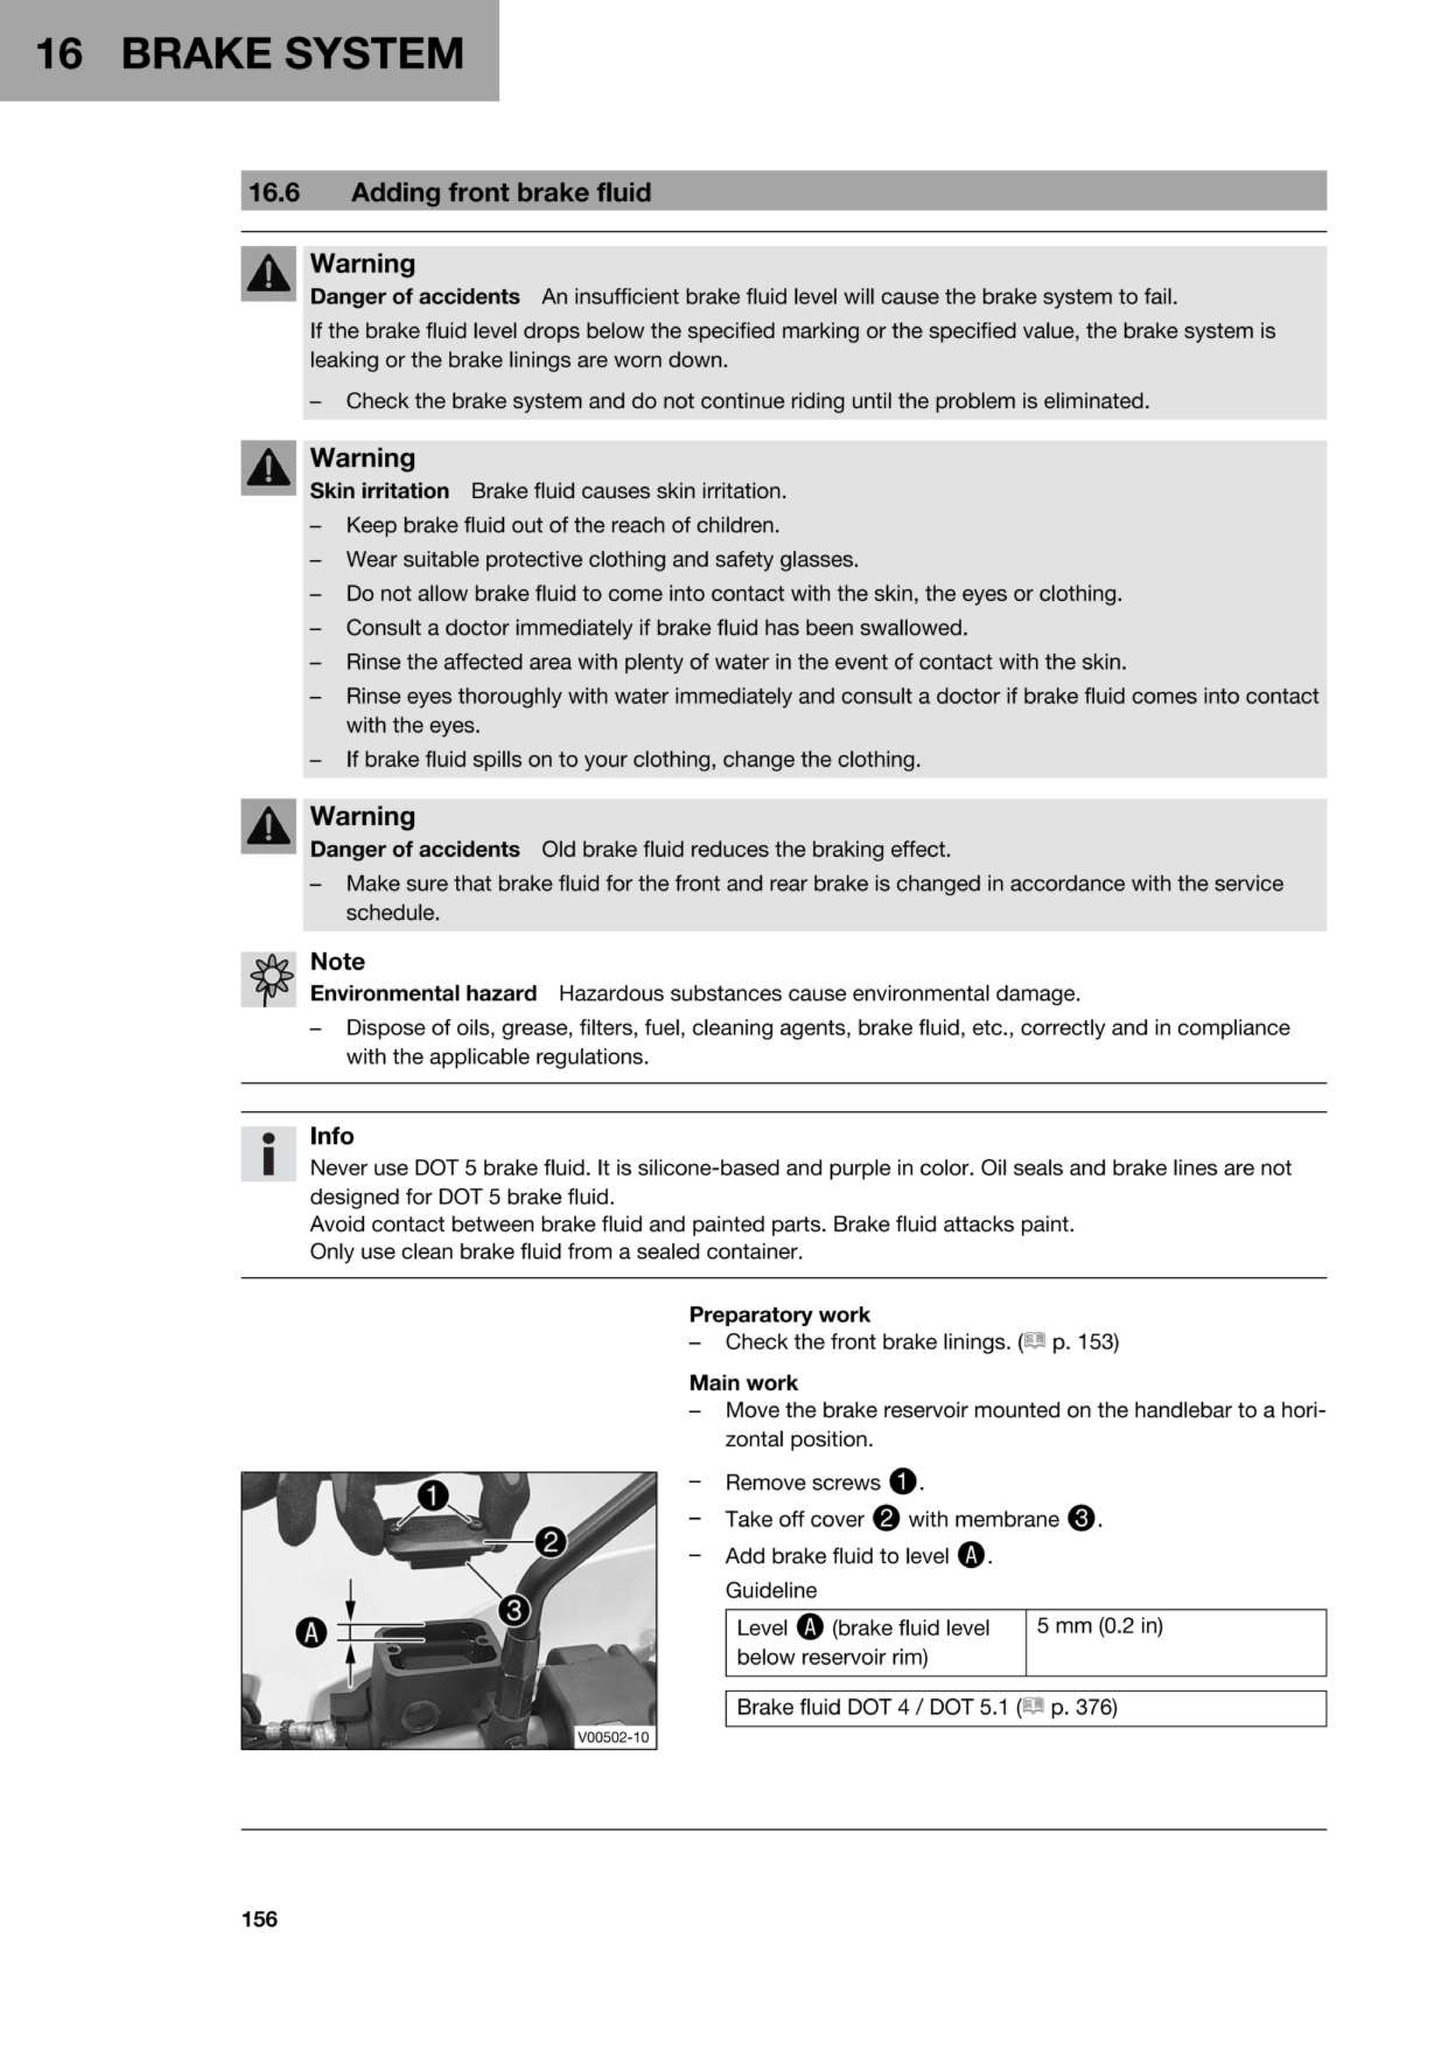 16 BRAKE SYSTEM
16.6 Adding front brake fluid
Warning
Danger of accidents An insufficient brake fluid level will cause the brake system to fail.
If the brake fluid level drops below the specified marking or the specified value, the brake system is
leaking or the brake linings are worn down.
– Check the brake system and do not continue riding until the problem is eliminated.
Warning
Skin irritation Brake fluid causes skin irritation.
– Keep brake fluid out of the reach of children.
– Wear suitable protective clothing and safety glasses.
– Do not allow brake fluid to come into contact with the skin, the eyes or clothing.
– Consult a doctor immediately if brake fluid has been swallowed.
– Rinse the affected area with plenty of water in the event of contact with the skin.
– Rinse eyes thoroughly with water immediately and consult a doctor if brake fluid comes into contact
with the eyes.
– If brake fluid spills on to your clothing, change the clothing.
Warning
Danger of accidents Old brake fluid reduces the braking effect.
– Make sure that brake fluid for the front and rear brake is changed in accordance with the service
schedule.
Note
Environmental hazard Hazardous substances cause environmental damage.
– Dispose of oils, grease, filters, fuel, cleaning agents, brake fluid, etc., correctly and in compliance
with the applicable regulations.
i Info
Never use DOT 5 brake fluid. It is silicone-based and purple in color. Oil seals and brake lines are not
designed for DOT 5 brake fluid.
Avoid contact between brake fluid and painted parts. Brake fluid attacks paint.
Only use clean brake fluid from a sealed container.
Preparatory work
– Check the front brake linings. ( p. 153)
Main work
– Move the brake reservoir mounted on the handlebar to a hori-
zontal position.
– Remove screws 1.
– Take off cover 2 with membrane 3.
– Add brake fluid to level A.
Guideline
Level A (brake fluid level
below reservoir rim)
5 mm (0.2 in)
Brake fluid DOT 4 / DOT 5.1 ( p. 376)
1
2
3
A
V00502-10
156